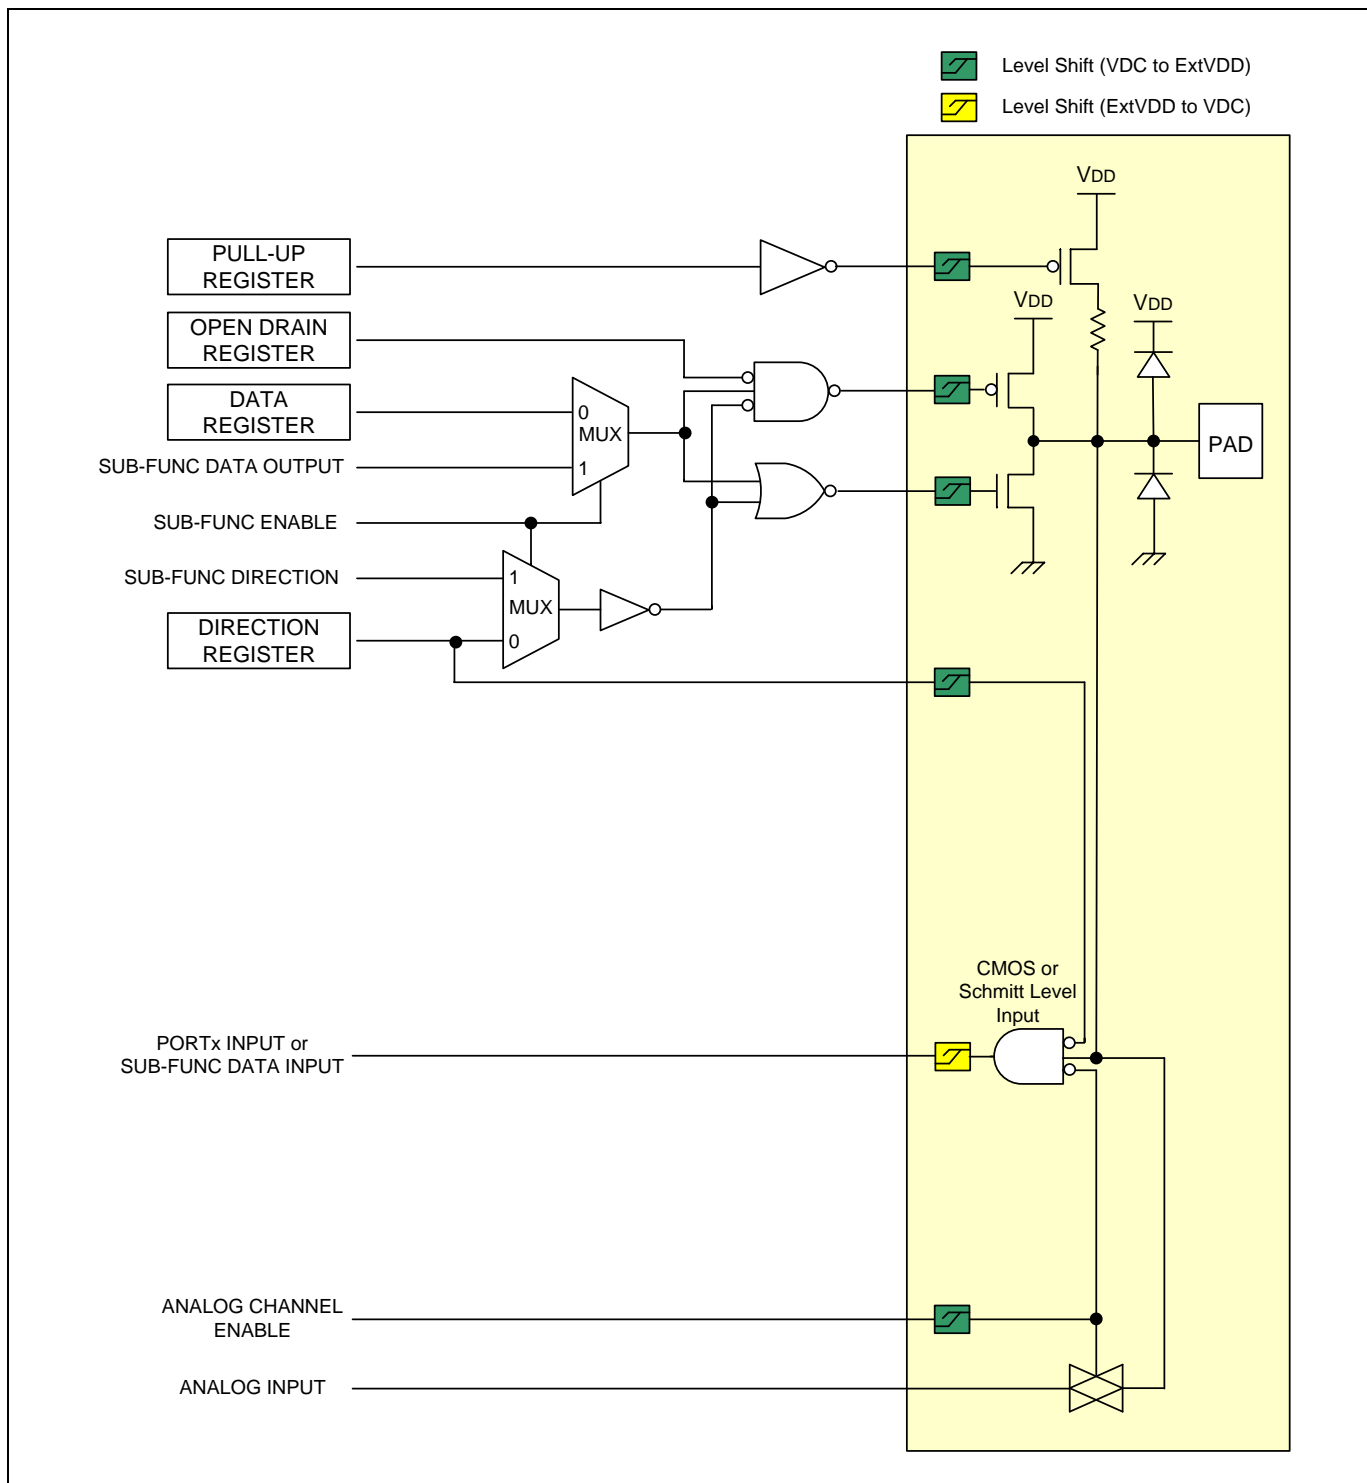 Level Shift (VDC to ExtVDD)
Level Shift (ExtVDD to VDC)
VDD
PULL-UP
REGISTER
VDD
VDD
OPEN DRAIN
REGISTER
DATA
REGISTER
0
MUX
1
PAD
SUB-FUNC DATA OUTPUT
SUB-FUNC ENABLE
SUB-FUNC DIRECTION
1
MUX
0
DIRECTION
REGISTER
CMOS or
Schmitt Level
Input
PORTx INPUT or
SUB-FUNC DATA INPUT
ANALOG CHANNEL
ENABLE
ANALOG INPUT